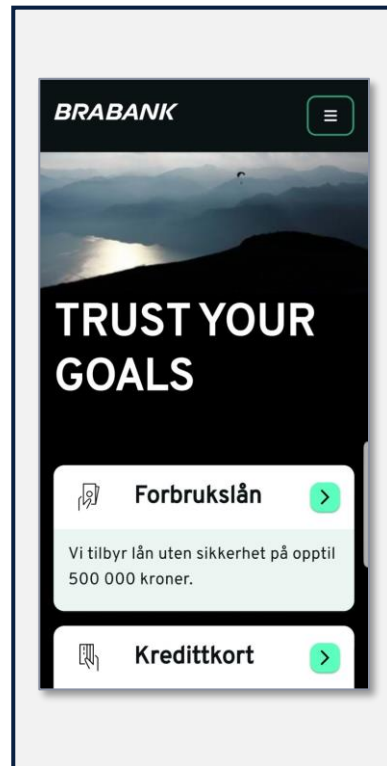 BRABANK
TRUST YOUR
GOALS
Forbrukslån
Vi tilbyr lån uten sikkerhet på opptil
500 000 kroner.
Kredittkort